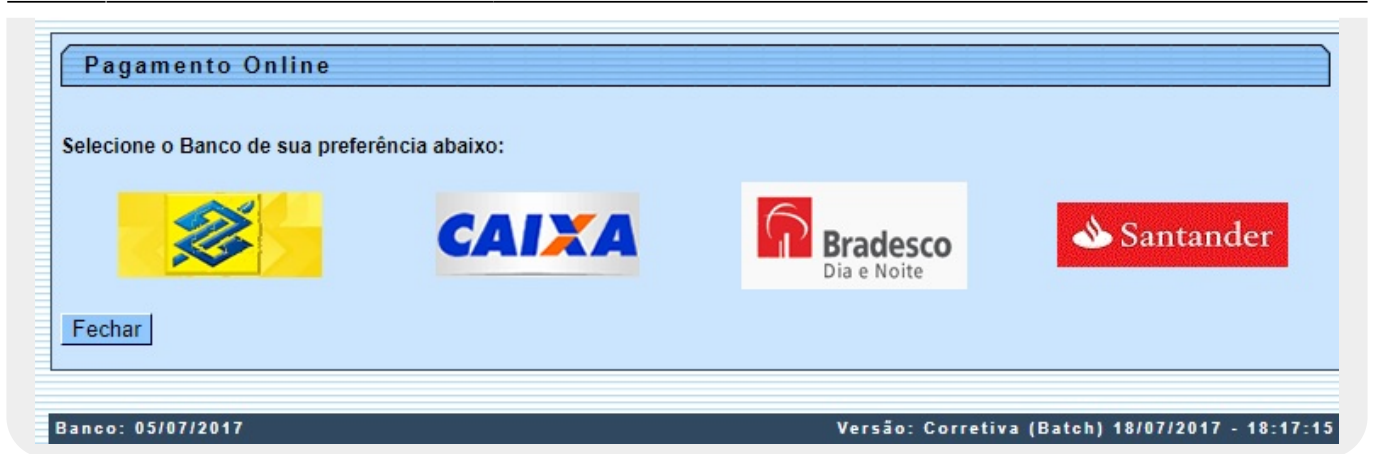 Pagamento Online
Selecione o Banco de sua preferência abaixo:
CAIXA
Bradesco
Dia e Noite
Santander
Fechar
Banco: 05/07/2017 Versão: Corretiva (Batch) 18/07/2017 - 18:17:15